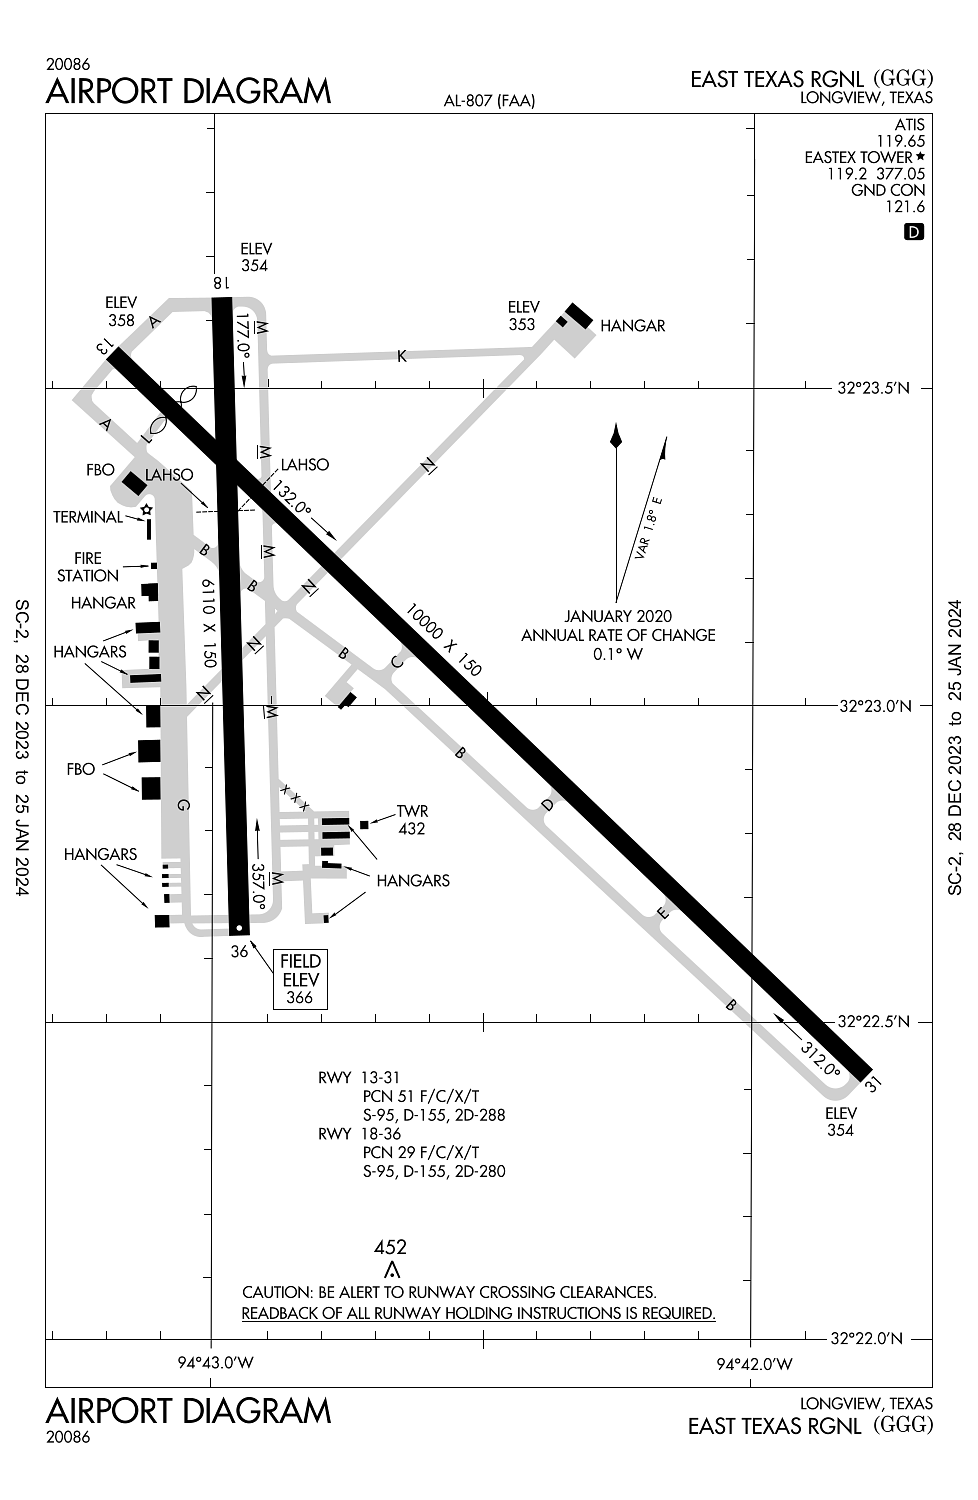 20086
AIRPORT DIAGRAM
AL-807 (FAA)
EAST TEXAS RGNL (GGG)
LONGVIEW, TEXAS
ATIS
119.65
EASTEX TOWER★
119.2 377.05
GND CON
121.6
D
ELEV
354
18
ELEV
358
13
A
177.0°
M
ELEV
353
HANGAR
K
32°23.5'N
A
L
M
N
FBO
LAHSO
LAHSO
132.0°
TERMINAL
VAR 1.8° E
FIRE
STATION
B
M
B
N
HANGAR
6110 X 150
10000 X 150
JANUARY 2020
ANNUAL RATE OF CHANGE
0.1° W
HANGARS
N
B
C
N
M
32°23.0'N
B
FBO
G
X X X
D
TWR
432
HANGARS
357.0°
M
HANGARS
E
36
FIELD
ELEV
366
B
32°22.5'N
312.0°
31
ELEV
354
RWY 13-31
PCN 51 F/C/X/T
S-95, D-155, 2D-288
RWY 18-36
PCN 29 F/C/X/T
S-95, D-155, 2D-280
452
CAUTION: BE ALERT TO RUNWAY CROSSING CLEARANCES.
READBACK OF ALL RUNWAY HOLDING INSTRUCTIONS IS REQUIRED.
32°22.0'N
94°43.0'W
94°42.0'W
SC-2, 28 DEC 2023 to 25 JAN 2024
SC-2, 28 DEC 2023 to 25 JAN 2024
AIRPORT DIAGRAM
20086
LONGVIEW, TEXAS
EAST TEXAS RGNL (GGG)